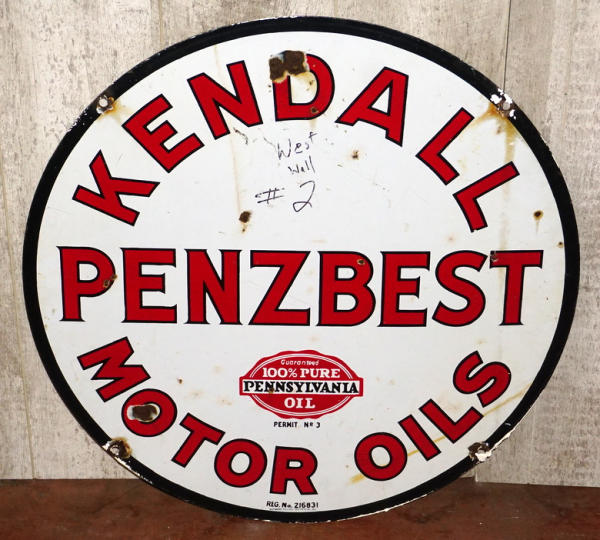 KENDALL
West
Wall
# 2
PENZBEST
Guaranteed
100% PURE
PENNSYLVANIA
OIL
PERMIT Nº 3
MOTOR OILS
REG. No. 216831